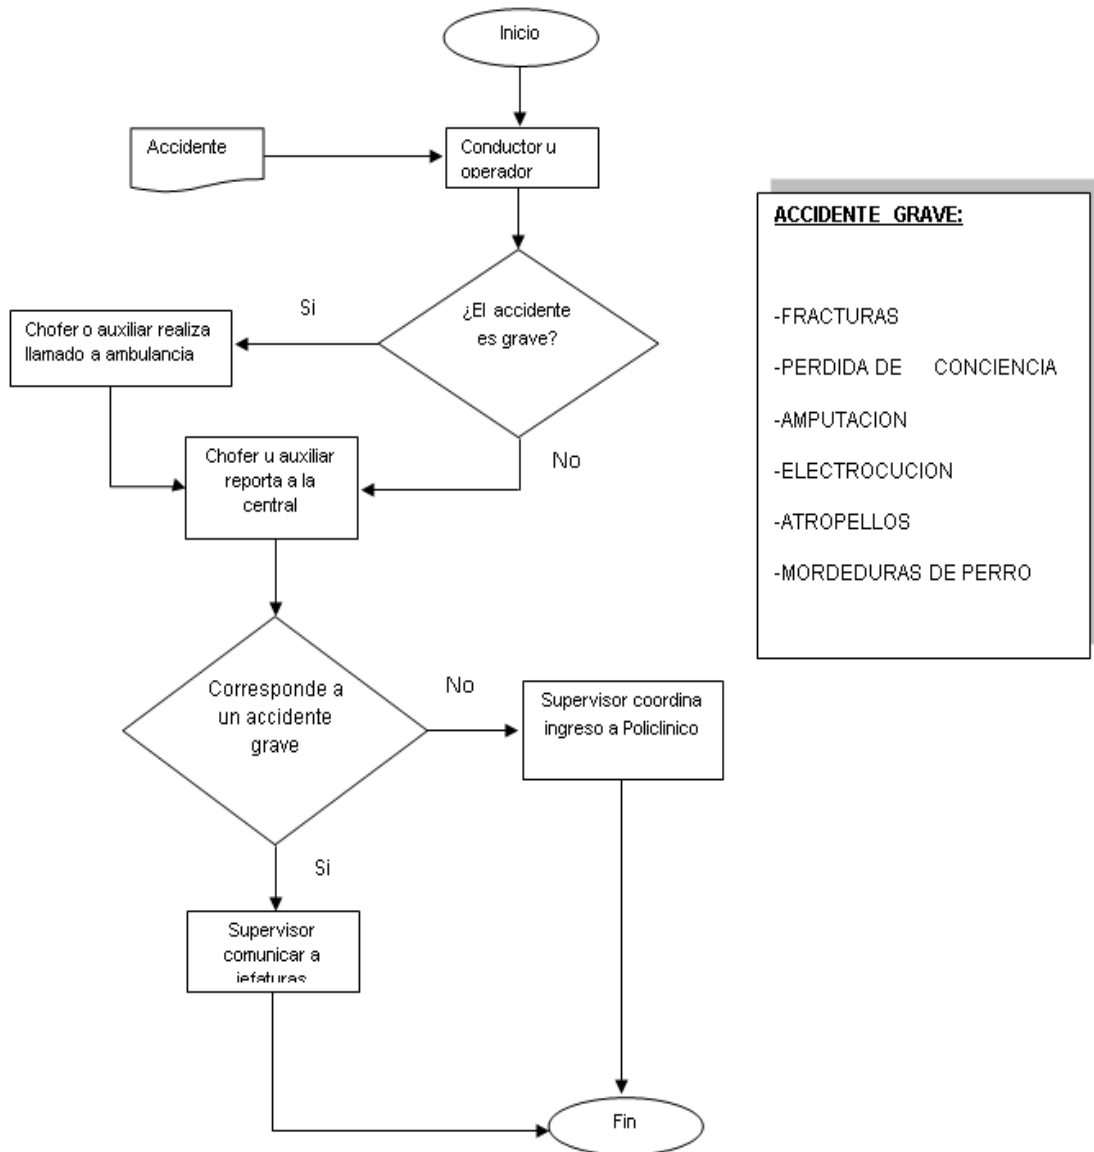 Inicio
Accidente
Conductor u
operador
¿El accidente
es grave?
Si
Chofer o auxiliar realiza
llamado a ambulancia
No
Chofer u auxiliar
reporta a la
central
Corresponde a
un accidente
grave
No
Supervisor coordina
ingreso a Policlinico
Si
Supervisor
comunicar a
jefaturas
Fin
ACCIDENTE GRAVE:
-FRACTURAS
-PERDIDA DE CONCIENCIA
-AMPUTACION
-ELECTROCUCION
-ATROPELLOS
-MORDEDURAS DE PERRO